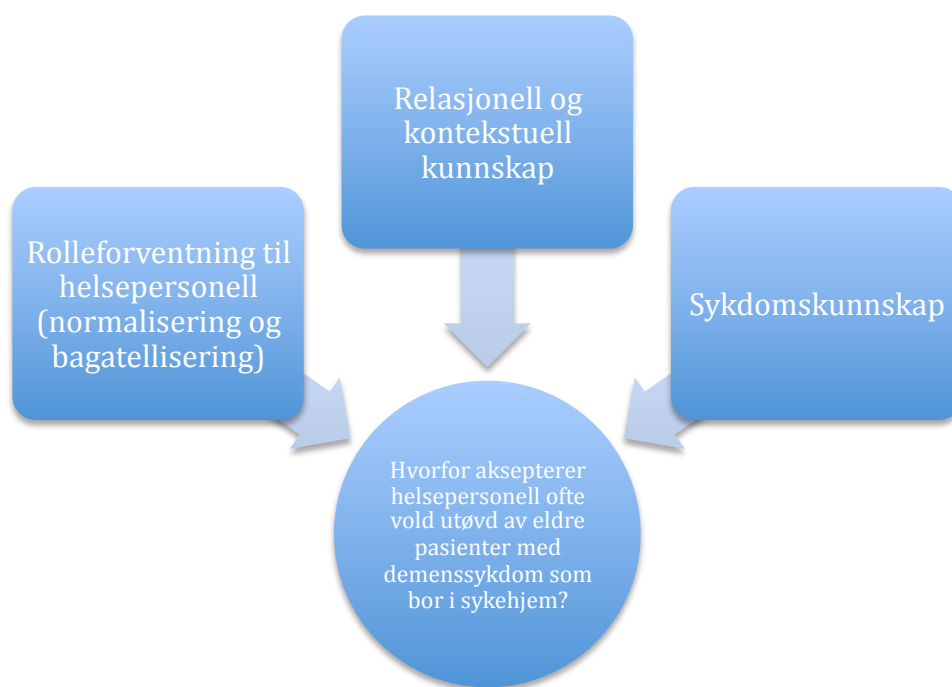 Relasjonell og
kontekstuell
kunnskap
Rolleforventning til
helsepersonell
(normalisering og
bagatellisering)
Sykdomskunnskap
Hvorfor aksepterer
helsepersonell ofte
vold utøvd av eldre
pasienter med
demenssykdom som
bor i sykehjem?